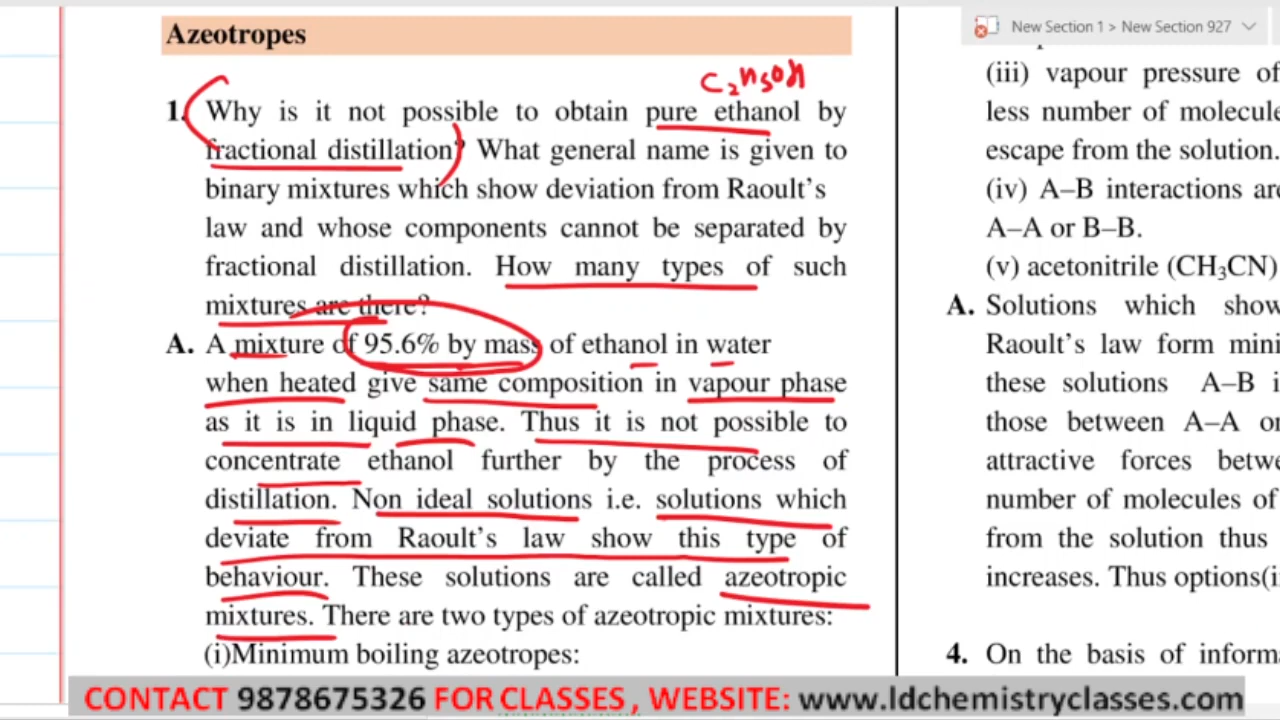 Azeotropes
New Section 1 > New Section 927
C2H5OH
1. Why is it not possible to obtain pure ethanol by
fractional distillation? What general name is given to
binary mixtures which show deviation from Raoult's
law and whose components cannot be separated by
fractional distillation. How many types of such
mixtures are there?
A. A mixture of 95.6% by mass of ethanol in water
when heated give same composition in vapour phase
as it is in liquid phase. Thus it is not possible to
concentrate ethanol further by the process of
distillation. Non ideal solutions i.e. solutions which
deviate from Raoult's law show this type of
behaviour. These solutions are called azeotropic
mixtures. There are two types of azeotropic mixtures:
(i)Minimum boiling azeotropes:
(iii) vapour pressure of
less number of molecule
escape from the solution.
(iv) A–B interactions are
A–A or B–B.
(v) acetonitrile (CH3CN)
A. Solutions which show
Raoult's law form mini
these solutions A–B i
those between A–A or
attractive forces betwe
number of molecules of
from the solution thus
increases. Thus options(i
4. On the basis of informa
CONTACT 9878675326 FOR CLASSES , WEBSITE: www.ldchemistryclasses.com